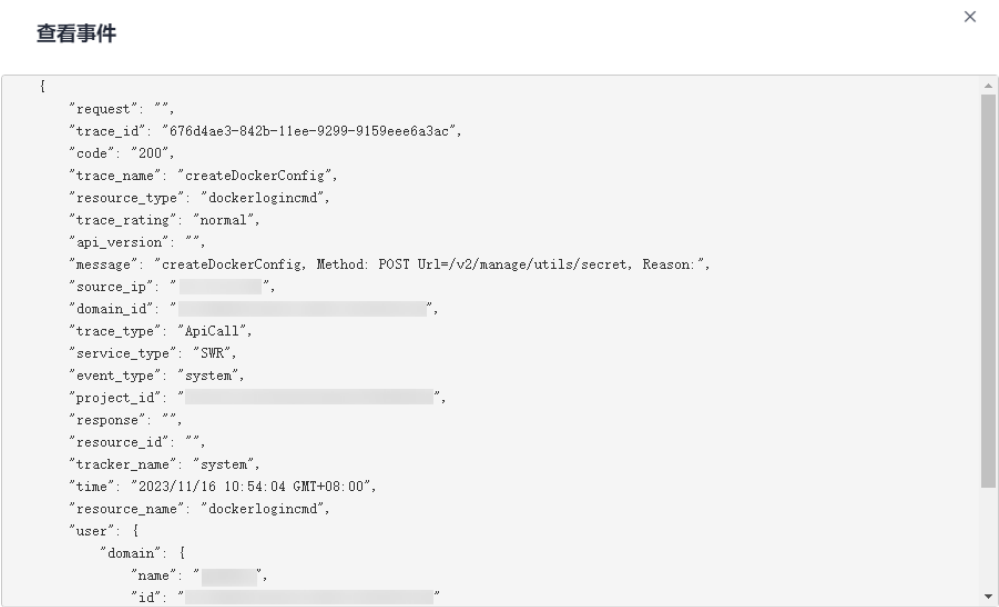 查看事件
{
"request": "",
"trace_id": "676d4ae3-842b-11ee-9299-9159eee6a3ac",
"code": "200",
"trace_name": "createDockerConfig",
"resource_type": "dockerlogincmd",
"trace_rating": "normal",
"api_version": "",
"message": "createDockerConfig, Method: POST Url=/v2/manage/utils/secret, Reason:",
"source_ip": "",
"domain_id": "",
"trace_type": "ApiCall",
"service_type": "SWR",
"event_type": "system",
"project_id": "",
"response": "",
"resource_id": "",
"tracker_name": "system",
"time": "2023/11/16 10:54:04 GMT+08:00",
"resource_name": "dockerlogincmd",
"user": {
"domain": {
"name": "",
"id": ""